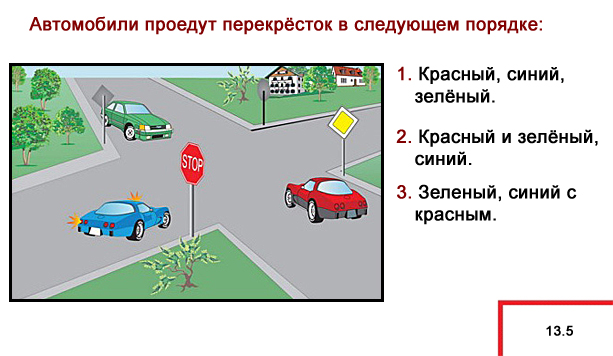 Автомобили проедут перекрёсток в следующем порядке:
1. Красный, синий,
зелёный.
2. Красный и зелёный,
синий.
3. Зеленый, синий с
красным.
STOP
13.5